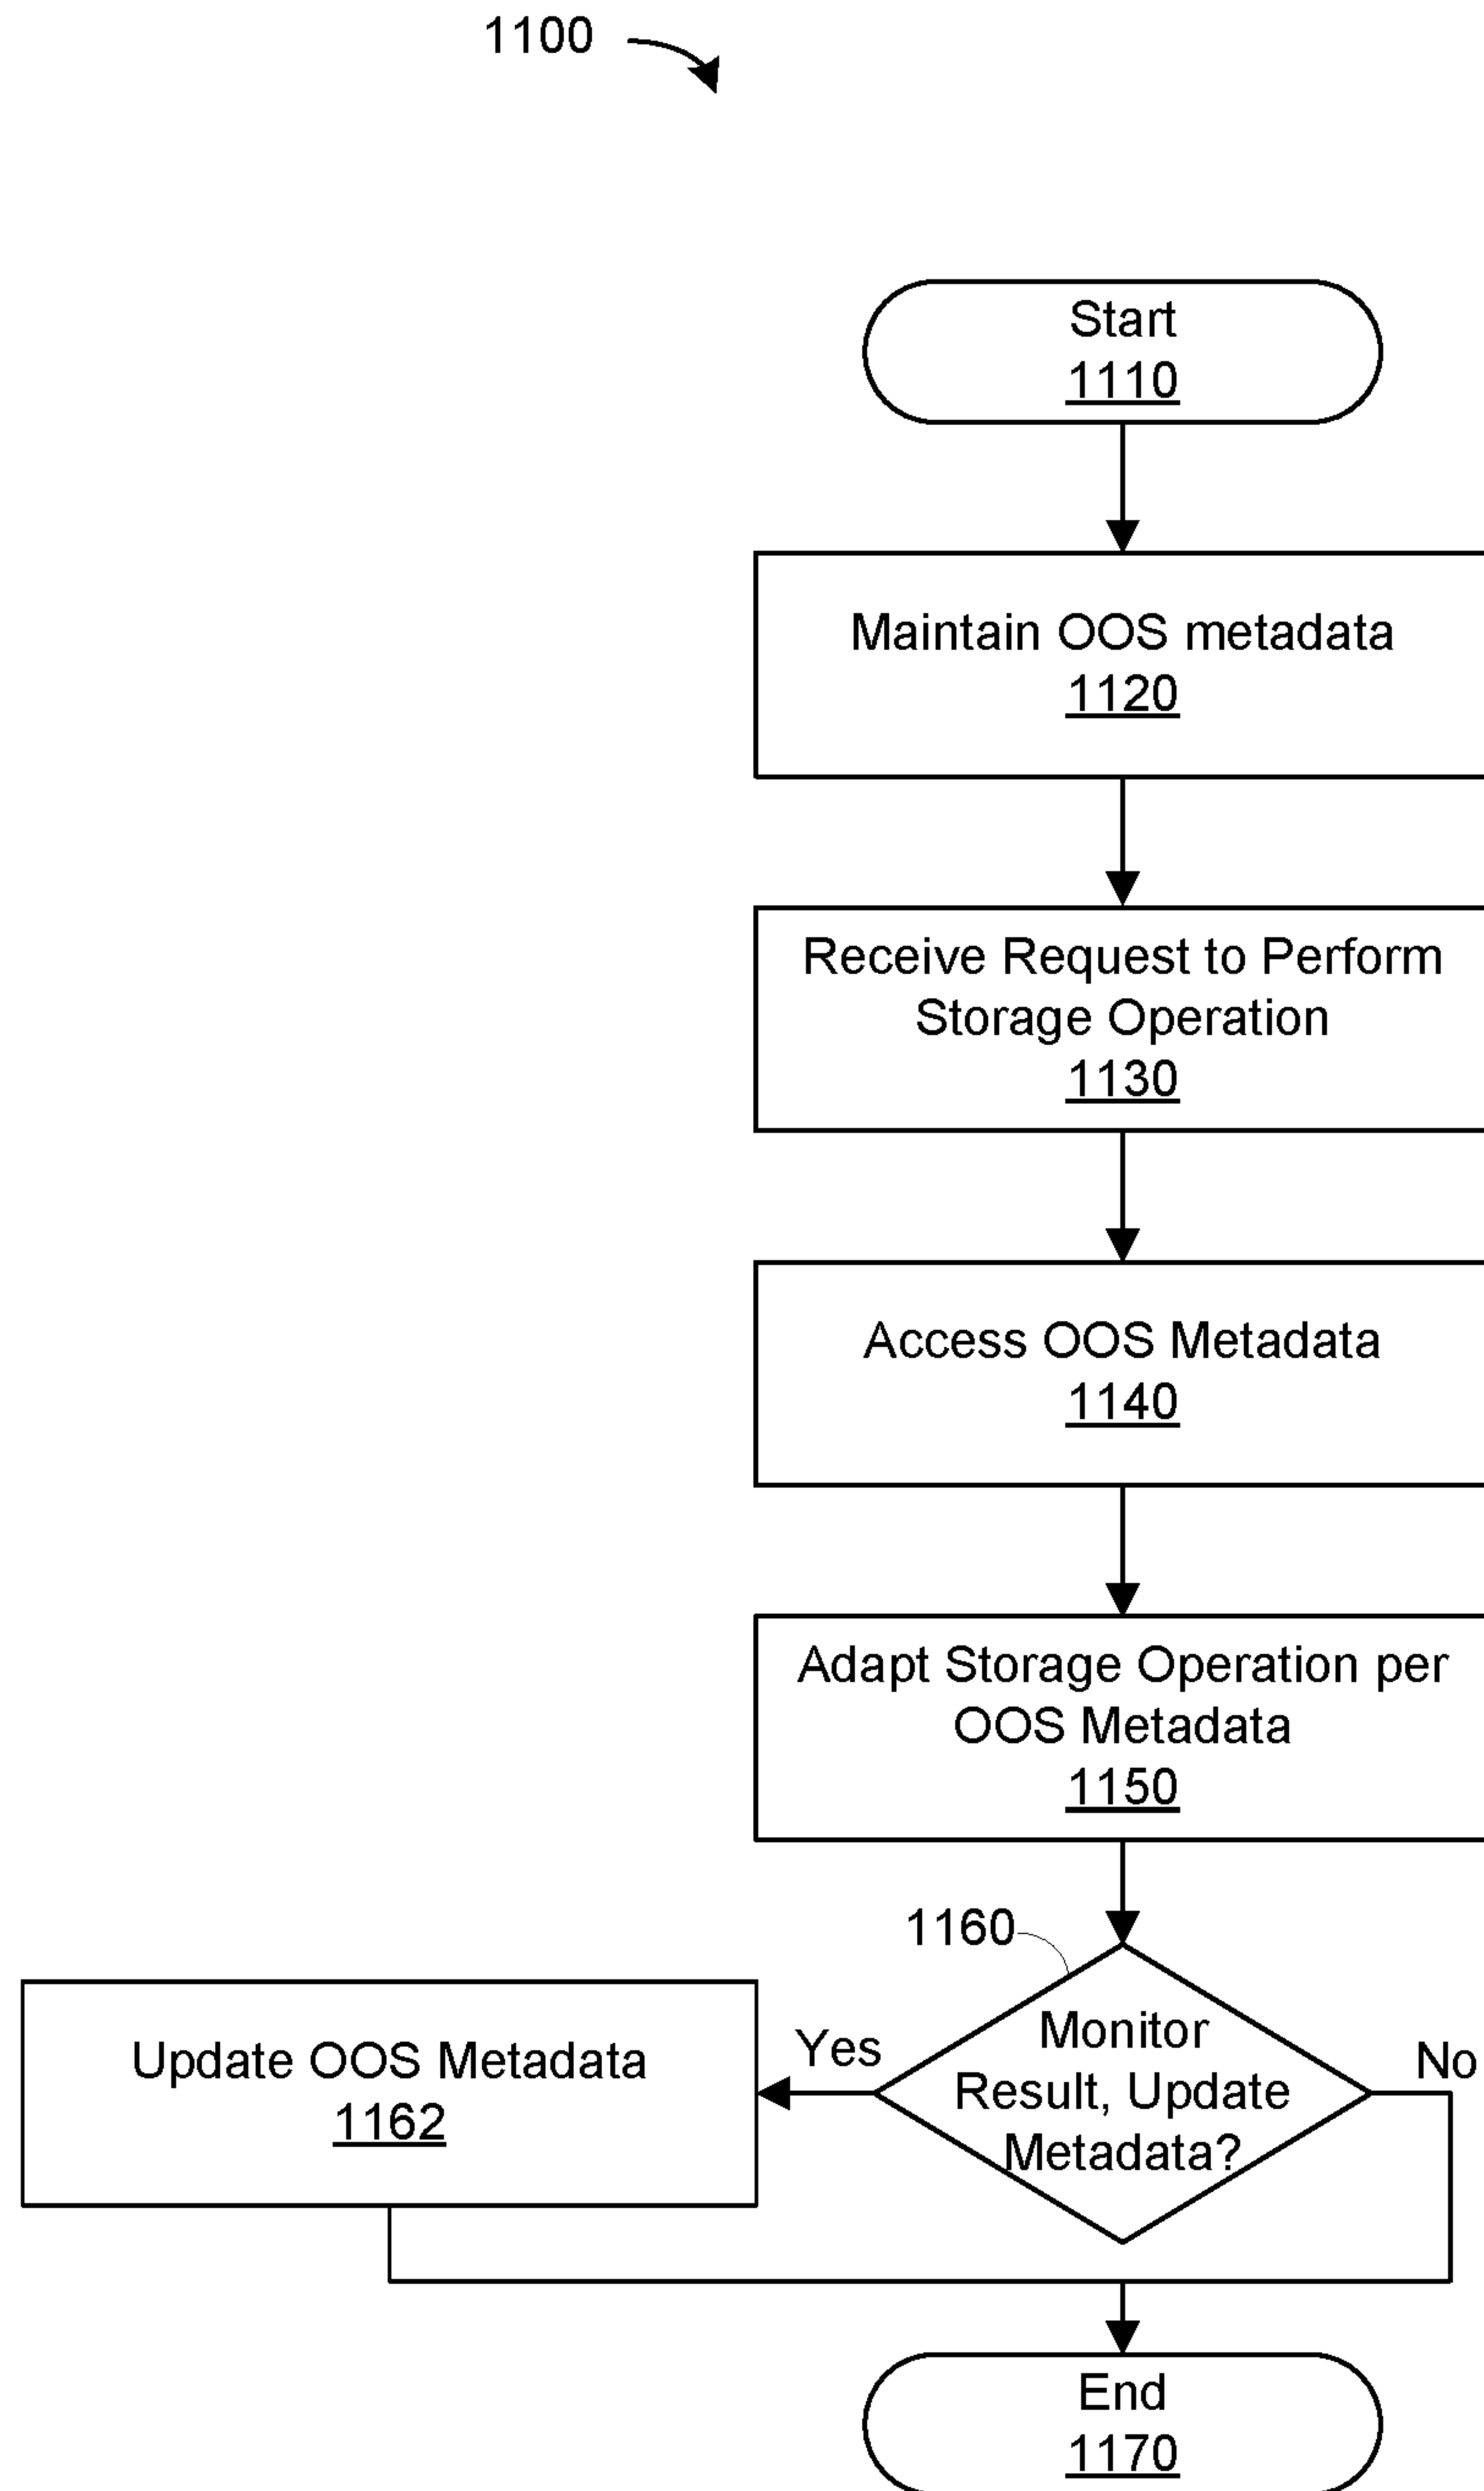 1100
Start
1110
Maintain OOS metadata
1120
Receive Request to Perform
Storage Operation
1130
Access OOS Metadata
1140
Adapt Storage Operation per
OOS Metadata
1150
1160
Monitor
Result, Update
Metadata?
Yes
No
Update OOS Metadata
1162
End
1170